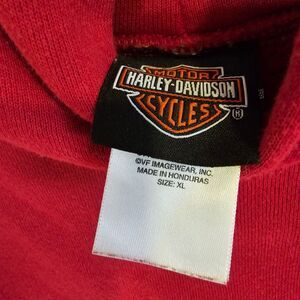 MOTOR
HARLEY-DAVIDSON
CYCLES
®
©VF IMAGEWEAR, INC.
MADE IN HONDURAS
SIZE: XL